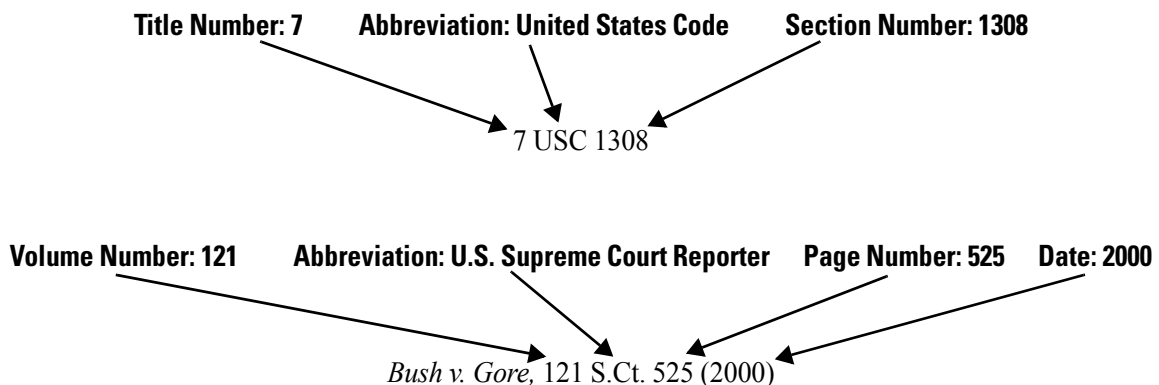 Title Number: 7 Abbreviation: United States Code Section Number: 1308
7 USC 1308
Volume Number: 121 Abbreviation: U.S. Supreme Court Reporter Page Number: 525 Date: 2000
Bush v. Gore, 121 S.Ct. 525 (2000)